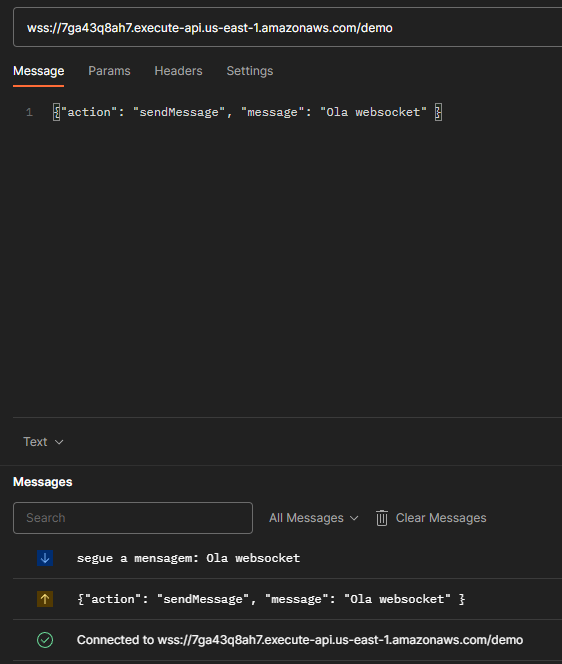 wss://7ga43q8ah7.execute-api.us-east-1.amazonaws.com/demo
Message Params Headers Settings
1 {"action": "sendMessage", "message": "Ola websocket" }
Text
Messages
Search All Messages Clear Messages
segue a mensagem: Ola websocket
{"action": "sendMessage", "message": "Ola websocket" }
Connected to wss://7ga43q8ah7.execute-api.us-east-1.amazonaws.com/demo